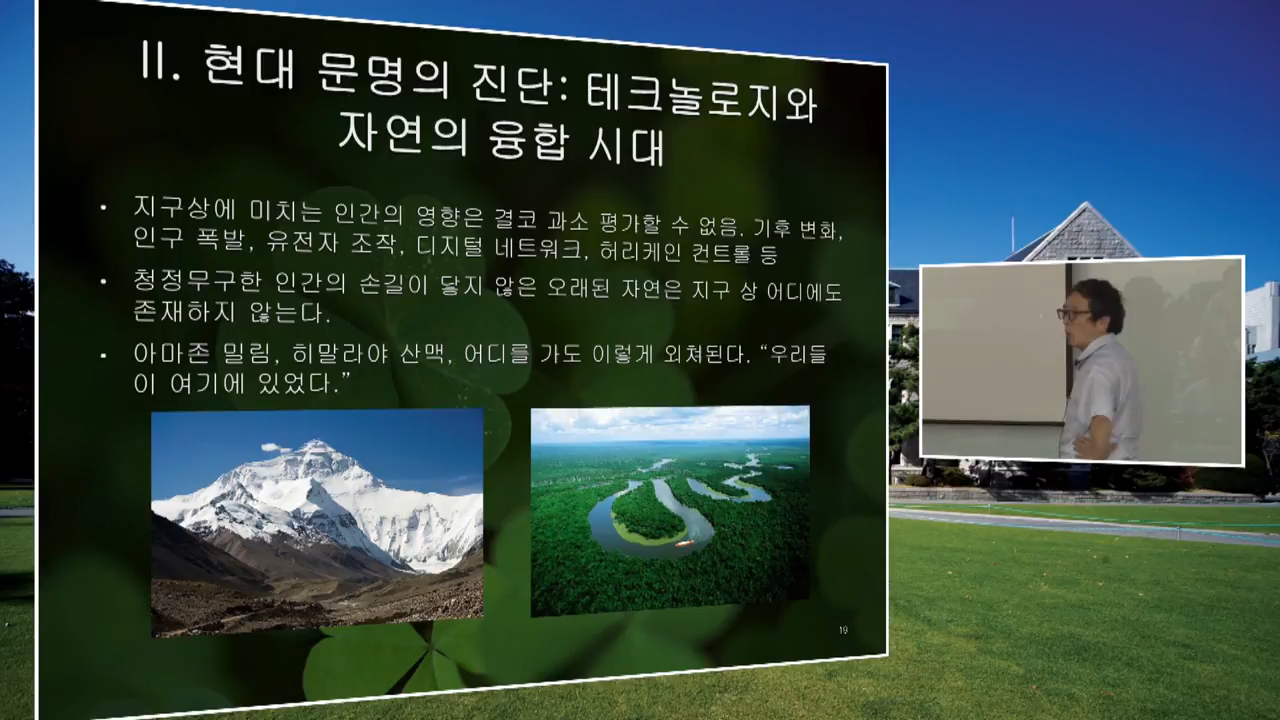 II. 현대 문명의 진단: 테크놀로지와
자연의 융합 시대
• 지구상에 미치는 인간의 영향은 결코 과소 평가할 수 없음. 기후 변화,
인구 폭발, 유전자 조작, 디지털 네트워크, 허리케인 컨트롤 등
• 청정무구한 인간의 손길이 닿지 않은 오래된 자연은 지구 상 어디에도
존재하지 않는다.
• 아마존 밀림, 히말라야 산맥, 어디를 가도 이렇게 외쳐된다. “우리들
이 여기에 있었다.”
19